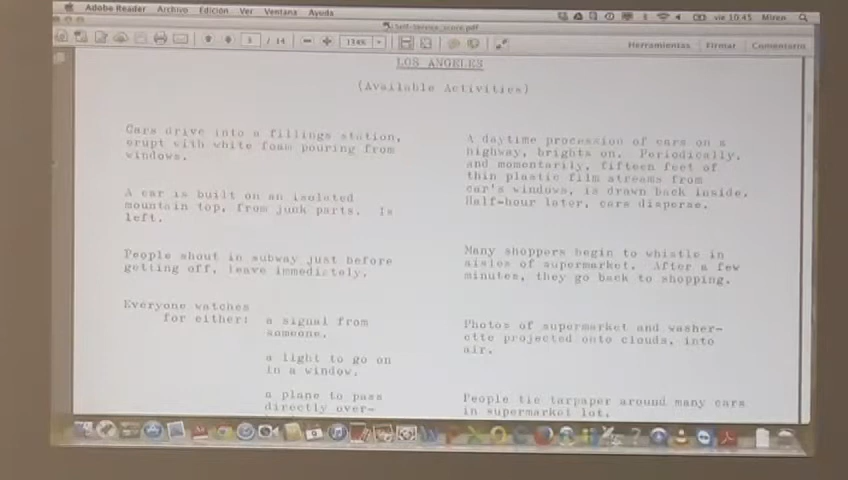 Adobe Reader Archivo Edición Ver Ventana Ayuda
vie 10:45 Miren
Self-Service_score.pdf
3 / 14
134%
Herramientas Firmar Comentario
LOS ANGELES
(Available Activities)
Cars drive into a fillings station,
erupt with white foam pouring from
windows.
A car is built on an isolated
mountain top, from junk parts. Is
left.
People shout in subway just before
getting off, leave immediately.
Everyone watches
for either:
a signal from
someone.
a light to go on
in a window.
a plane to pass
directly over-
A daytime procession of cars on a
highway, brights on. Periodically,
and momentarily, fifteen feet of
thin plastic film streams from
car's windows, is drawn back inside.
Half-hour later, cars disperse.
Many shoppers begin to whistle in
aisles of supermarket. After a few
minutes, they go back to shopping.
Photos of supermarket and washer-
ette projected onto clouds, into
air.
People tie tarpaper around many cars
in supermarket lot.